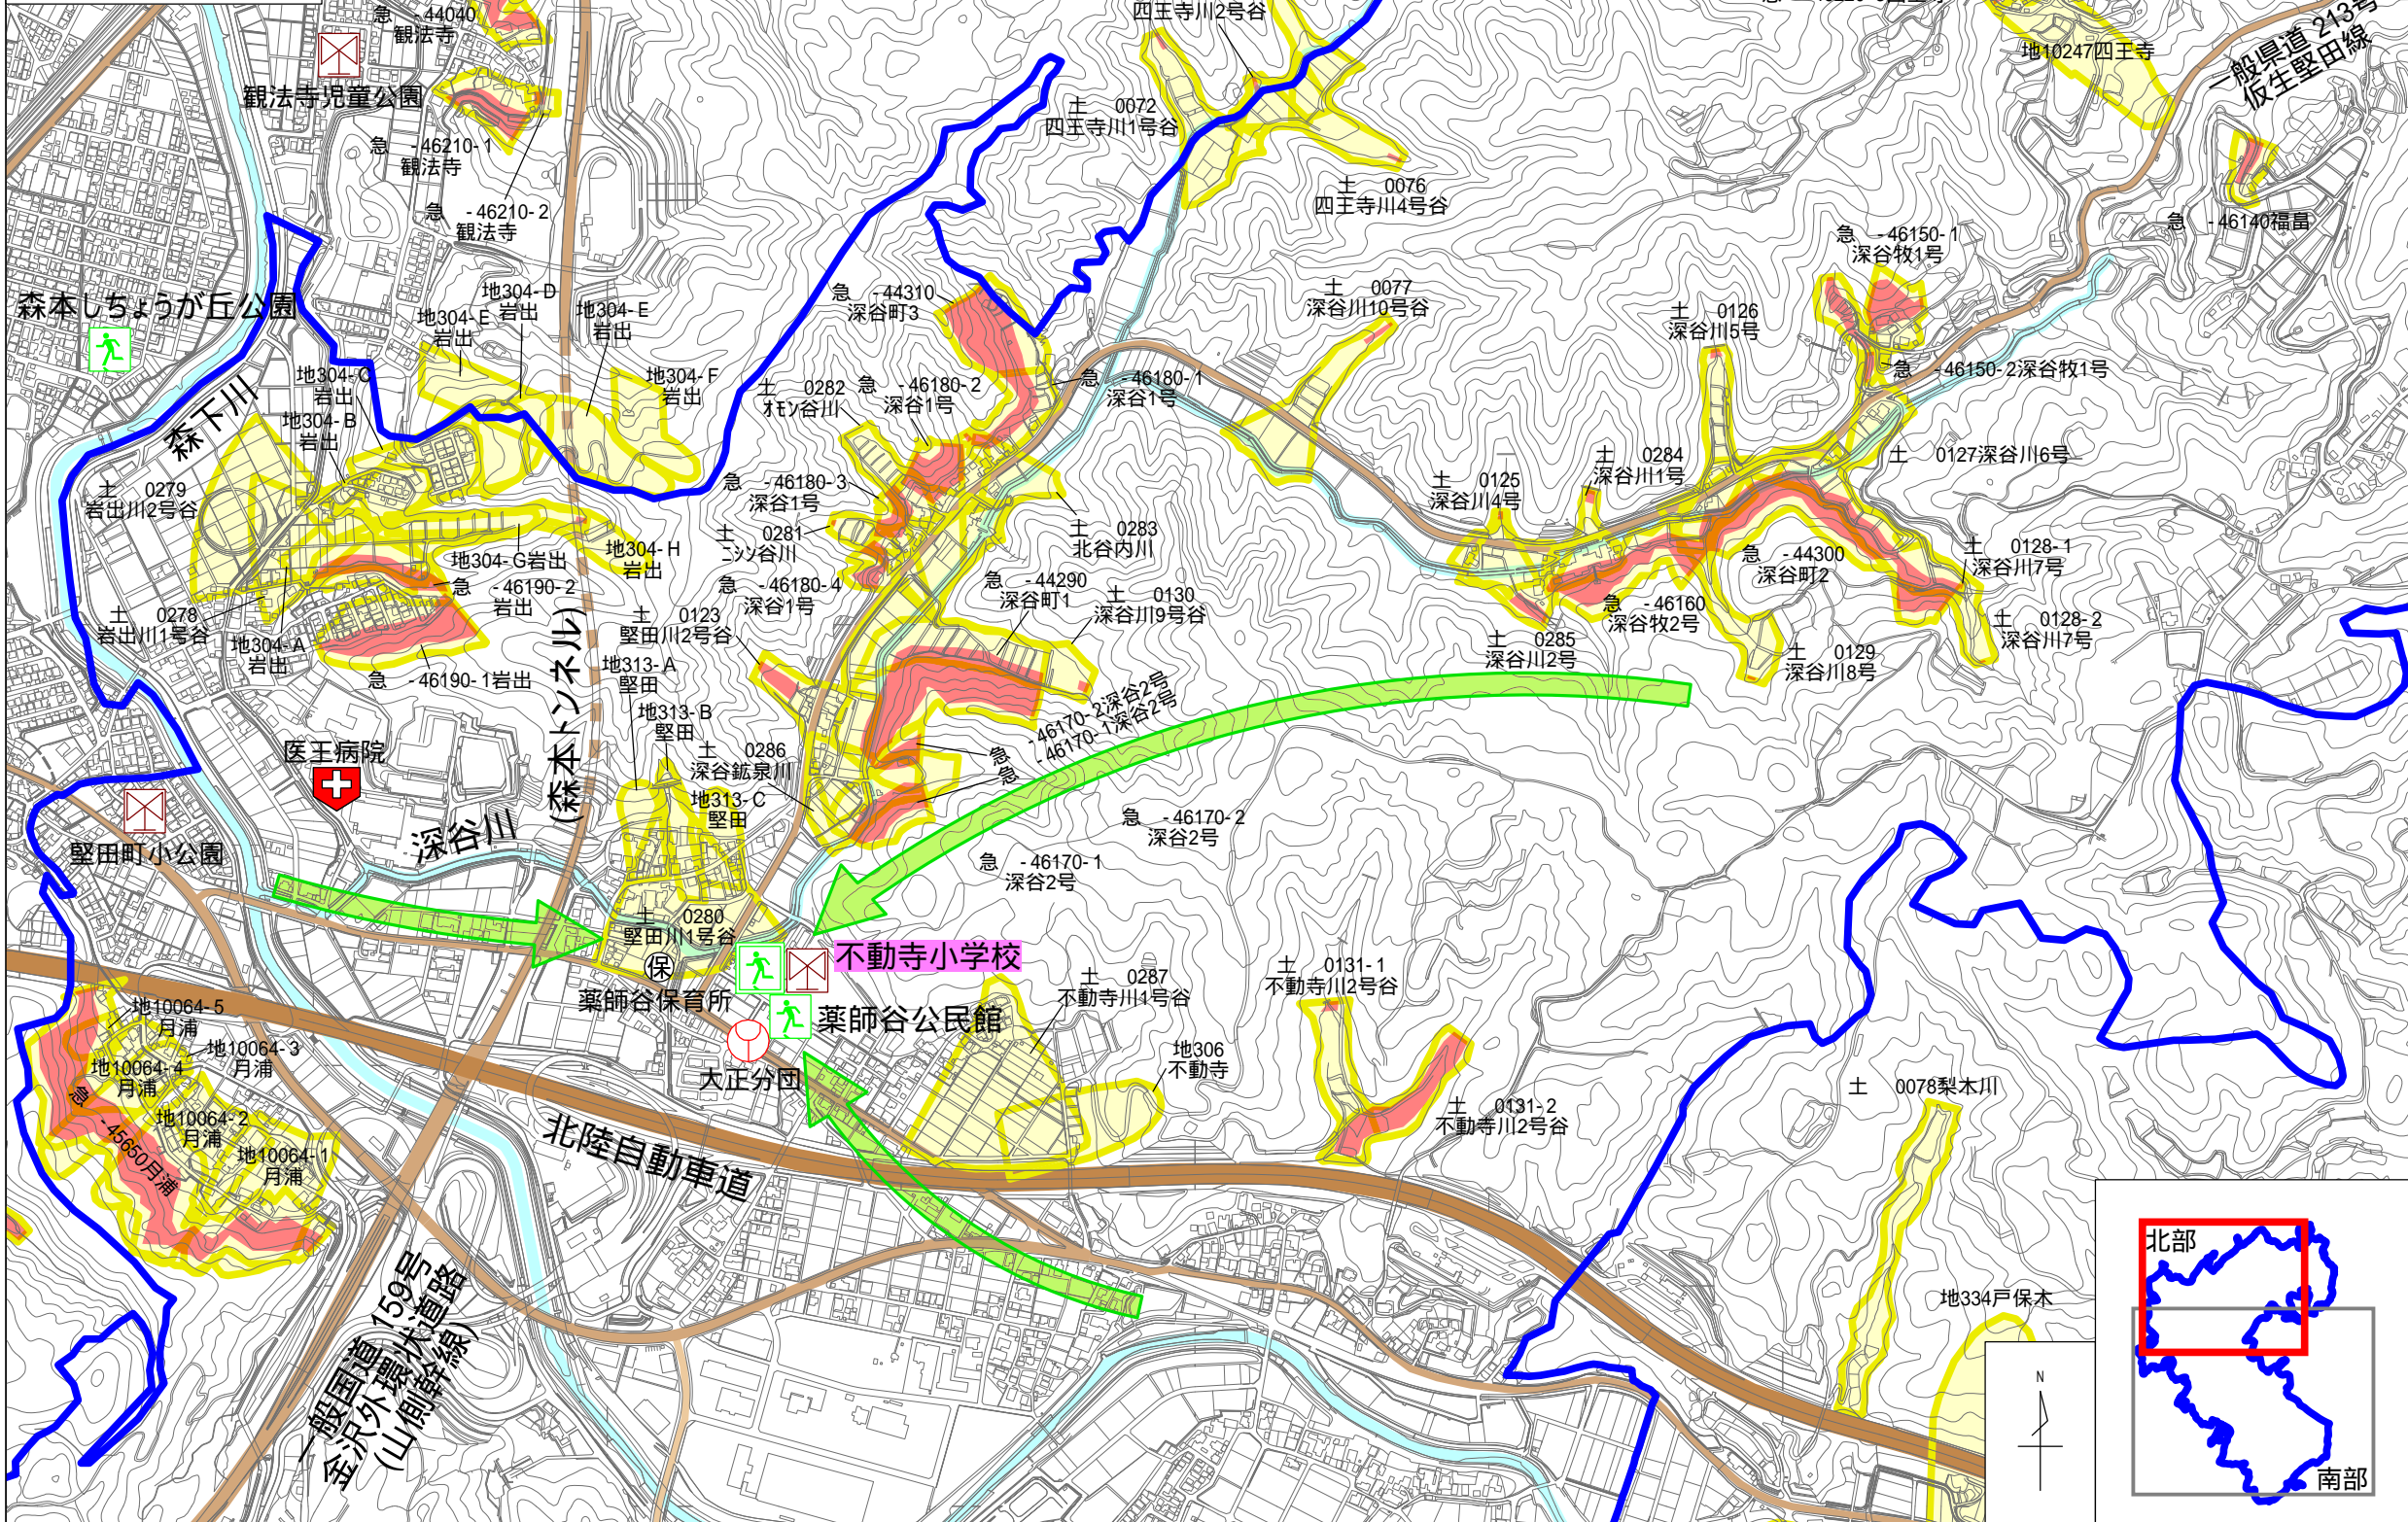 急 -44040
観法寺
観法寺児童公園
急 -46210-1
観法寺
急 -46210-2
観法寺
四王寺川2号谷
土 0072
四王寺川1号谷
土 0076
四王寺川4号谷
地10247四王寺
一般県道 213号
仮生堅田線
急 -46140福畠
急 -46150-1
深谷牧1号
急 -46150-2深谷牧1号
森本しちょうが丘公園
地304-D
岩出
地304-E
岩出
地304-E
岩出
地304-F
岩出
地304-C
岩出
地304-B
岩出
森下川
急 -44310
深谷町3
土 0282
オモン谷川
急 -46180-2
深谷1号
急 -46180-1
深谷1号
土 0077
深谷川10号谷
土 0126
深谷川5号
土 0279
岩出川2号谷
急 -46180-3
深谷1号
土 0281
ニシン谷川
急 -46180-4
深谷1号
土 0283
北谷内川
土 0125
深谷川4号
土 0284
深谷川1号
土 0127深谷川6号
急 -44300
深谷町2
土 0128-1
深谷川7号
土 0128-2
深谷川7号
土 0129
深谷川8号
急 -46160
深谷牧2号
土 0285
深谷川2号
地304-G岩出
地304-H
岩出
急 -46190-2
岩出
土 0278
岩出川1号谷
地304-A
岩出
急 -46190-1岩出
(森本トンネル)
土 0123
堅田川2号谷
地313-A
堅田
地313-B
堅田
土 0286
深谷鉱泉川
地313-C
堅田
急 -44290
深谷町1
土 0130
深谷川9号谷
急 -46170-2深谷2号
急 -46170-1深谷2号
急 -46170-2
深谷2号
急 -46170-1
深谷2号
医王病院
堅田町小公園
深谷川
土 0280
堅田川1号谷
保
薬師谷保育所
不動寺小学校
薬師谷公民館
大正分団
土 0287
不動寺川1号谷
地306
不動寺
土 0131-1
不動寺川2号谷
土 0131-2
不動寺川2号谷
土 0078梨木川
地334戸保木
北陸自動車道
地10064-5
月浦
地10064-3
月浦
地10064-4
月浦
地10064-2
月浦
地10064-1
月浦
急 -45650月浦
一般国道 159号
金沢外環状道路
(山側幹線)
N
北部
南部